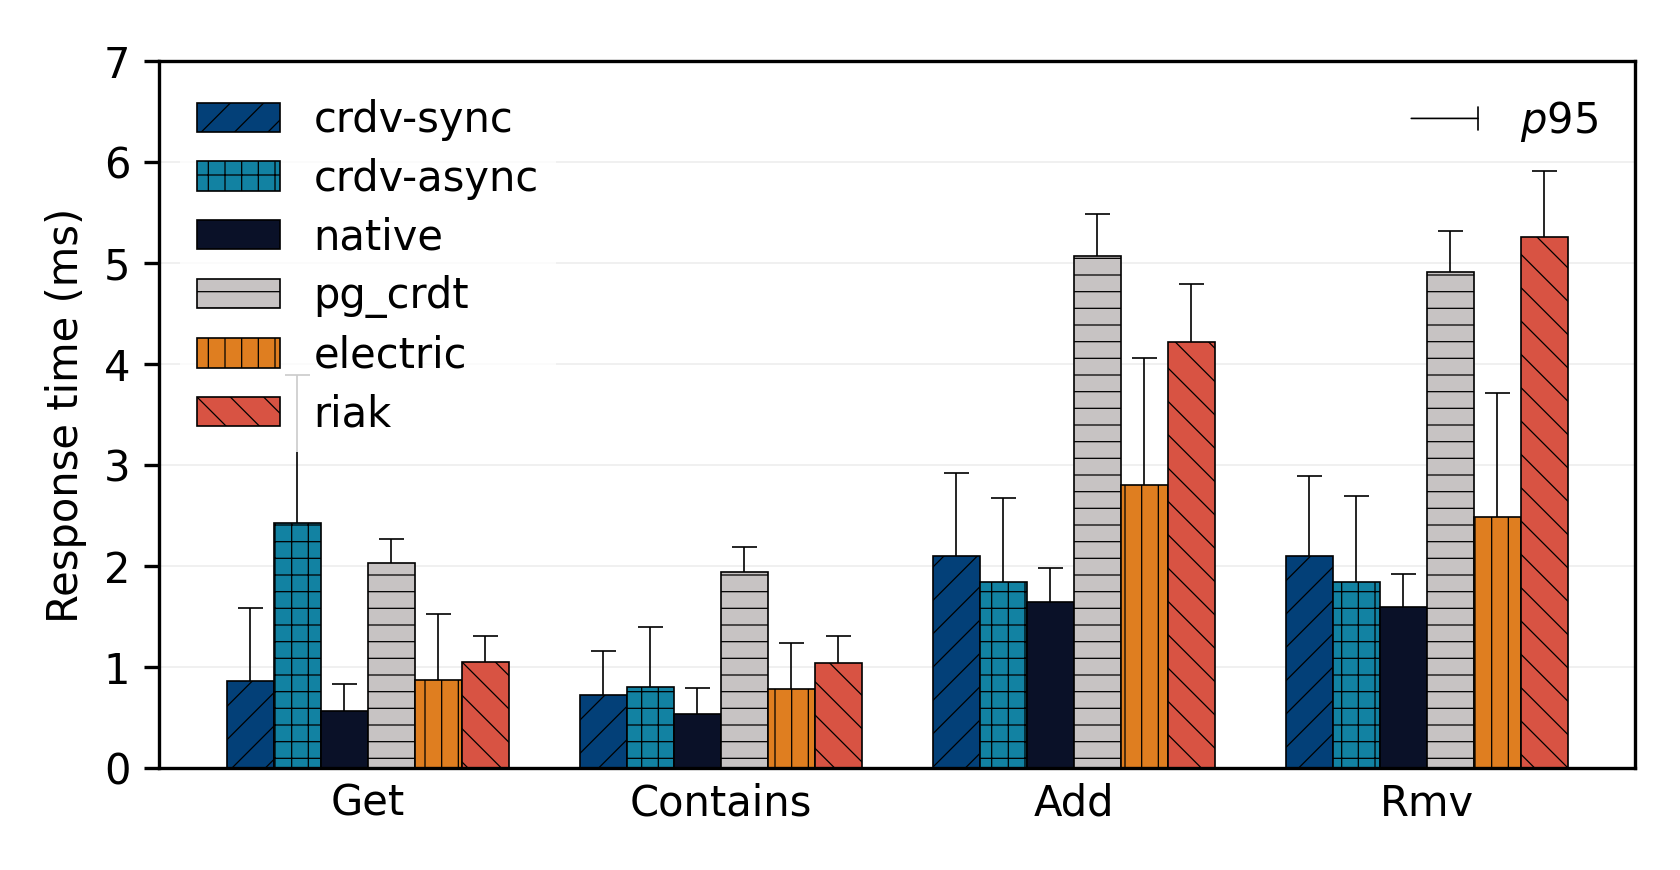 Response time (ms)
7
6
5
4
3
2
1
0
crdv-sync
crdv-async
native
pg_crdt
electric
riak
p95
Get
Contains
Add
Rmv